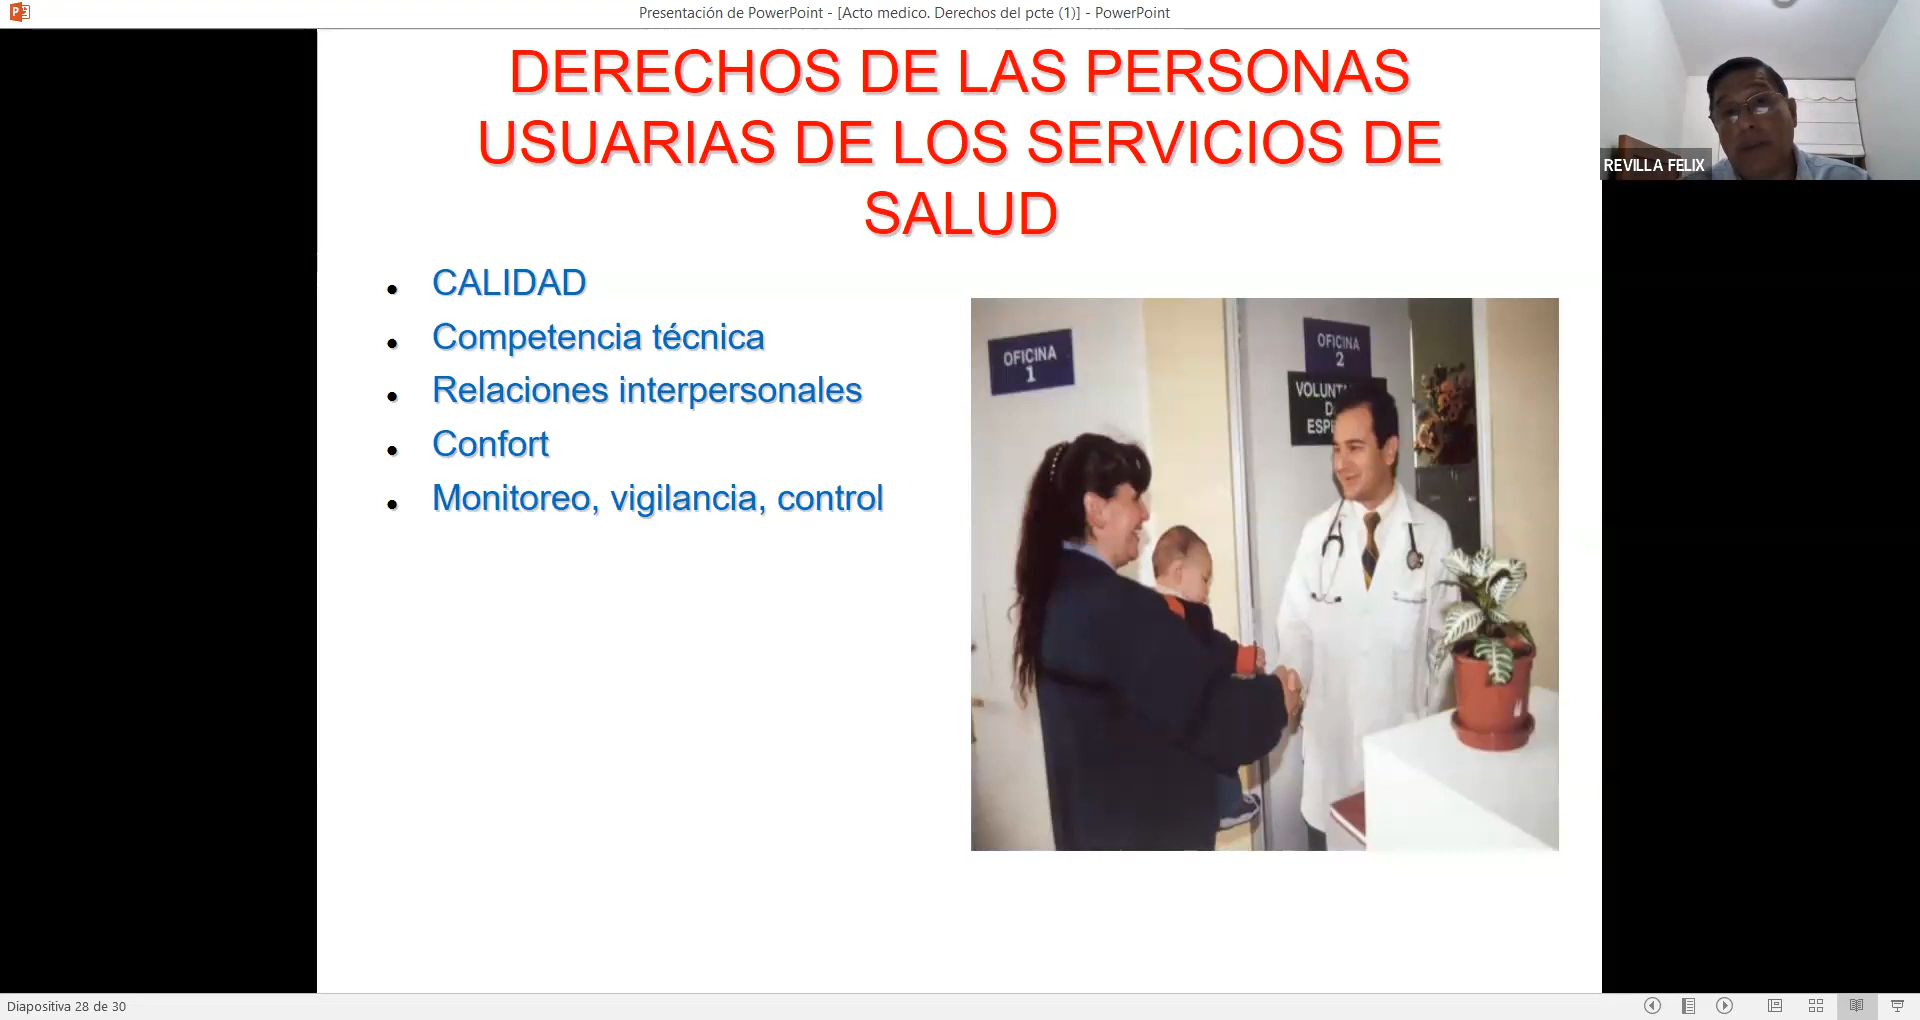 Presentación de PowerPoint - [Acto medico. Derechos del pcte (1)] - PowerPoint
DERECHOS DE LAS PERSONAS
USUARIAS DE LOS SERVICIOS DE
SALUD
REVILLA FELIX
CALIDAD
Competencia técnica
Relaciones interpersonales
Confort
Monitoreo, vigilancia, control
OFICINA
1
OFICINA
2
Diapositiva 28 de 30